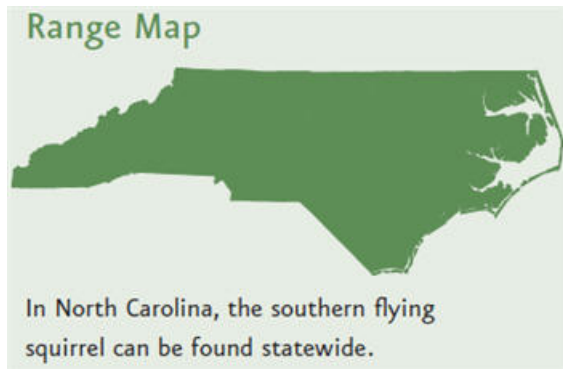 Range Map
In North Carolina, the southern flying
squirrel can be found statewide.